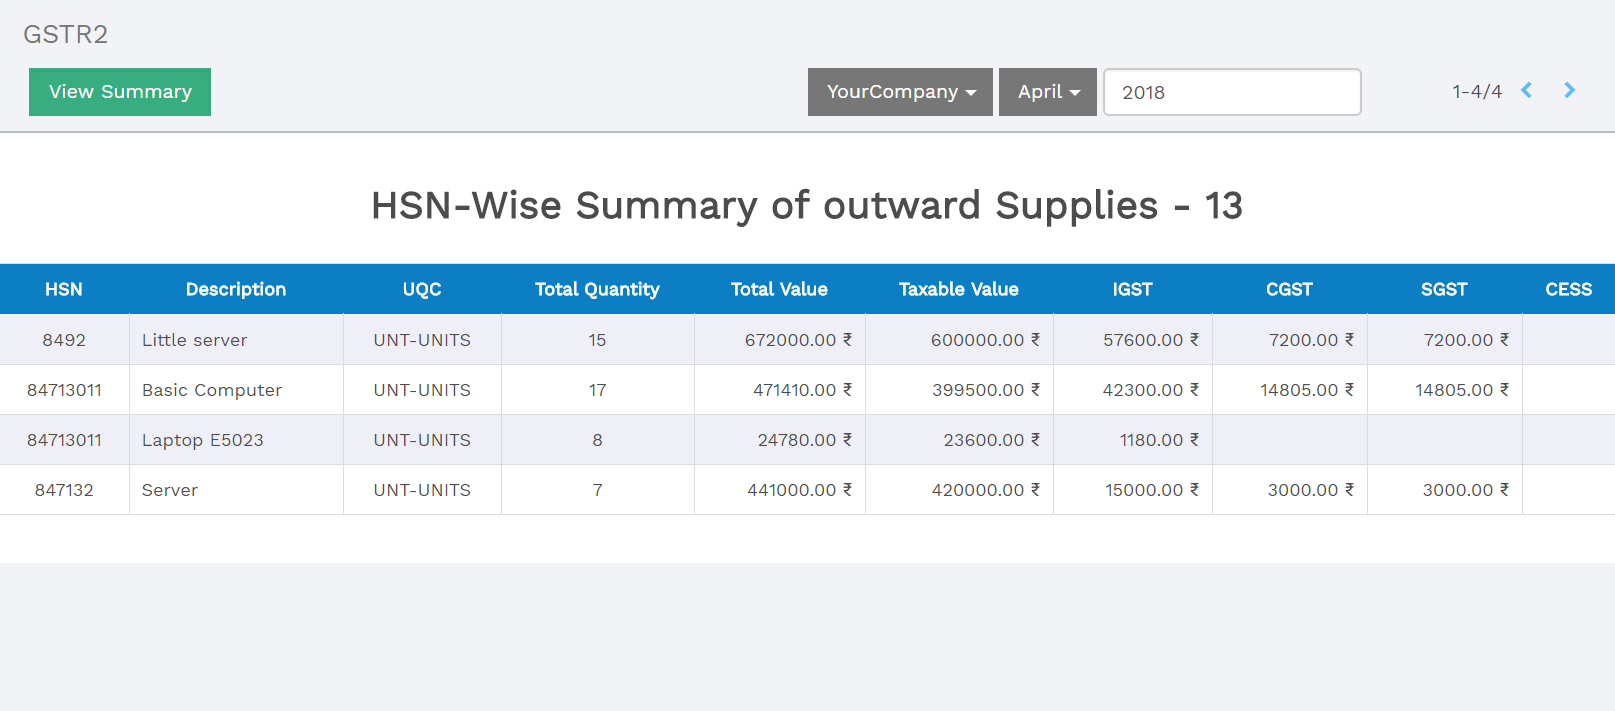 GSTR2
View Summary YourCompany April 2018 1-4/4
HSN-Wise Summary of outward Supplies - 13
HSN Description UQC Total Quantity Total Value Taxable Value IGST CGST SGST CESS
8492 Little server UNT-UNITS 15 672000.00 ₹ 600000.00 ₹ 57600.00 ₹ 7200.00 ₹ 7200.00 ₹
84713011 Basic Computer UNT-UNITS 17 471410.00 ₹ 399500.00 ₹ 42300.00 ₹ 14805.00 ₹ 14805.00 ₹
84713011 Laptop E5023 UNT-UNITS 8 24780.00 ₹ 23600.00 ₹ 1180.00 ₹
847132 Server UNT-UNITS 7 441000.00 ₹ 420000.00 ₹ 15000.00 ₹ 3000.00 ₹ 3000.00 ₹